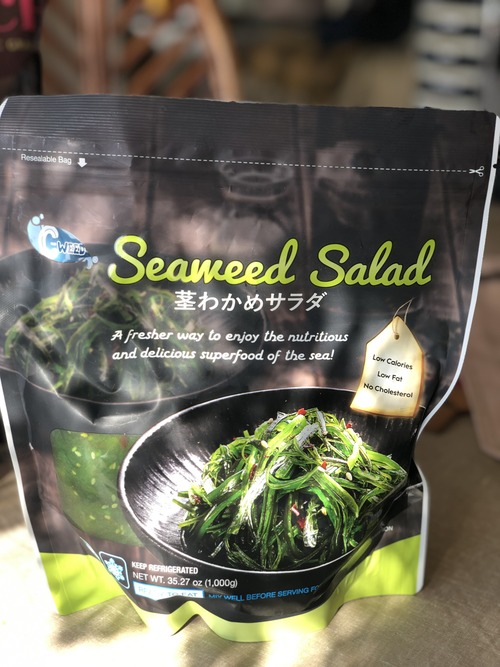 Resealable Bag
C-WEED
Seaweed Salad
茎わかめサラダ
A fresher way to enjoy the nutritious
and delicious superfood of the sea!
Low Calories
Low Fat
No Cholesterol
KEEP REFRIGERATED
NET WT. 35.27 oz (1,000g)
WELL BEFORE SERVING